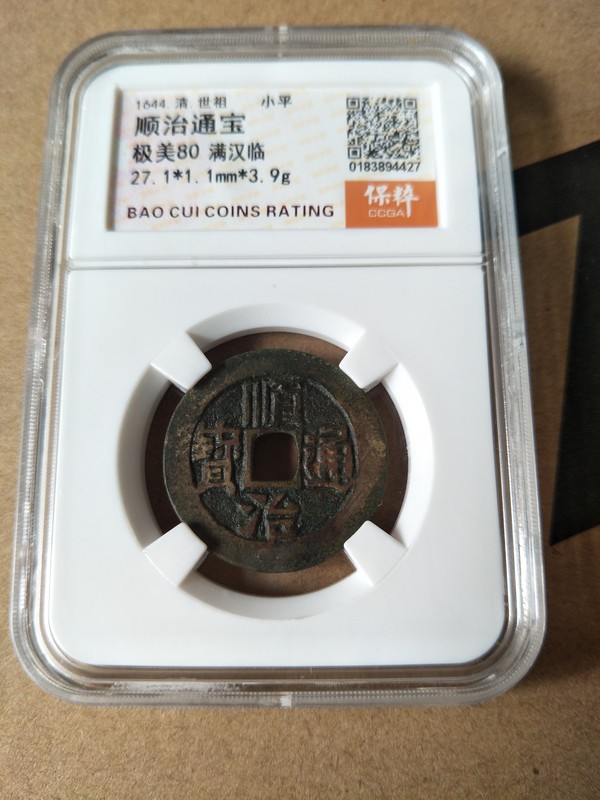 1644. 清. 世祖 小平
顺治通宝
极美80 满汉临
27.1*1.1mm*3.9g
0183894427
BAO CUI COINS RATING
保粹
CCGA
順
寶 通
治